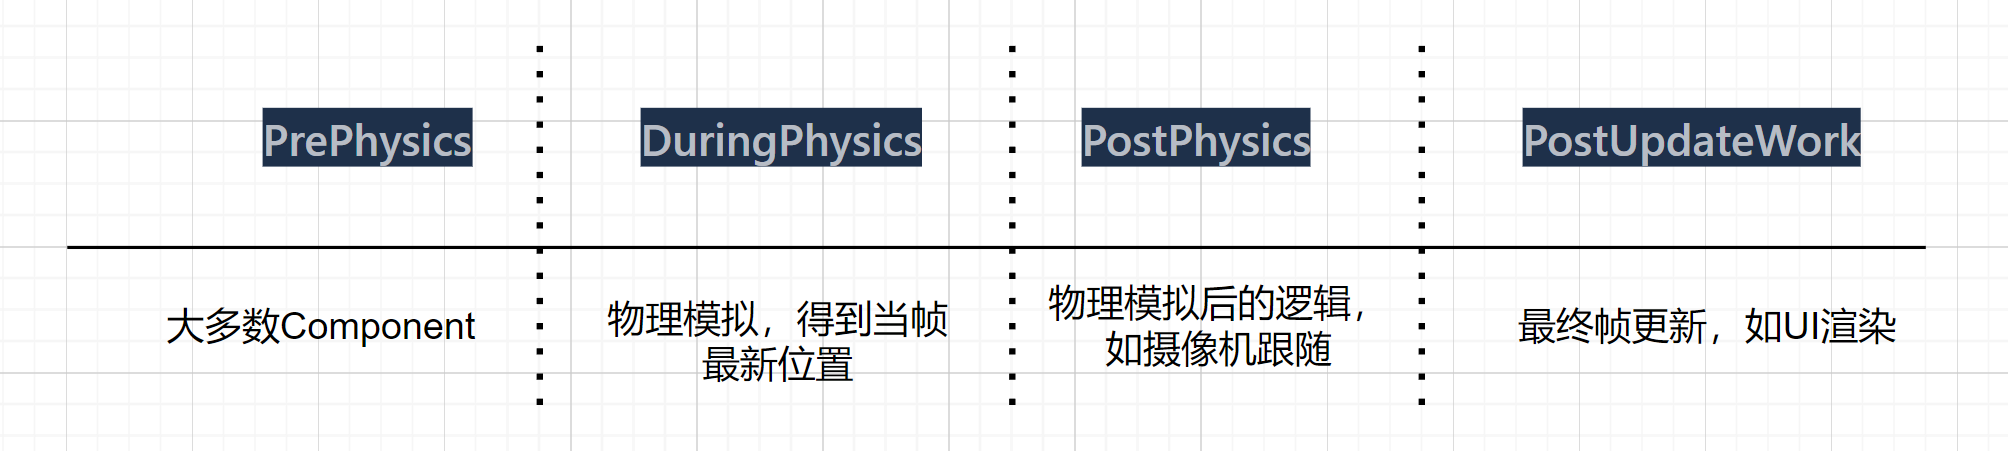 PrePhysics
DuringPhysics
PostPhysics
PostUpdateWork
大多数Component
物理模拟，得到当帧
最新位置
物理模拟后的逻辑，
如摄像机跟随
最终帧更新，如UI渲染